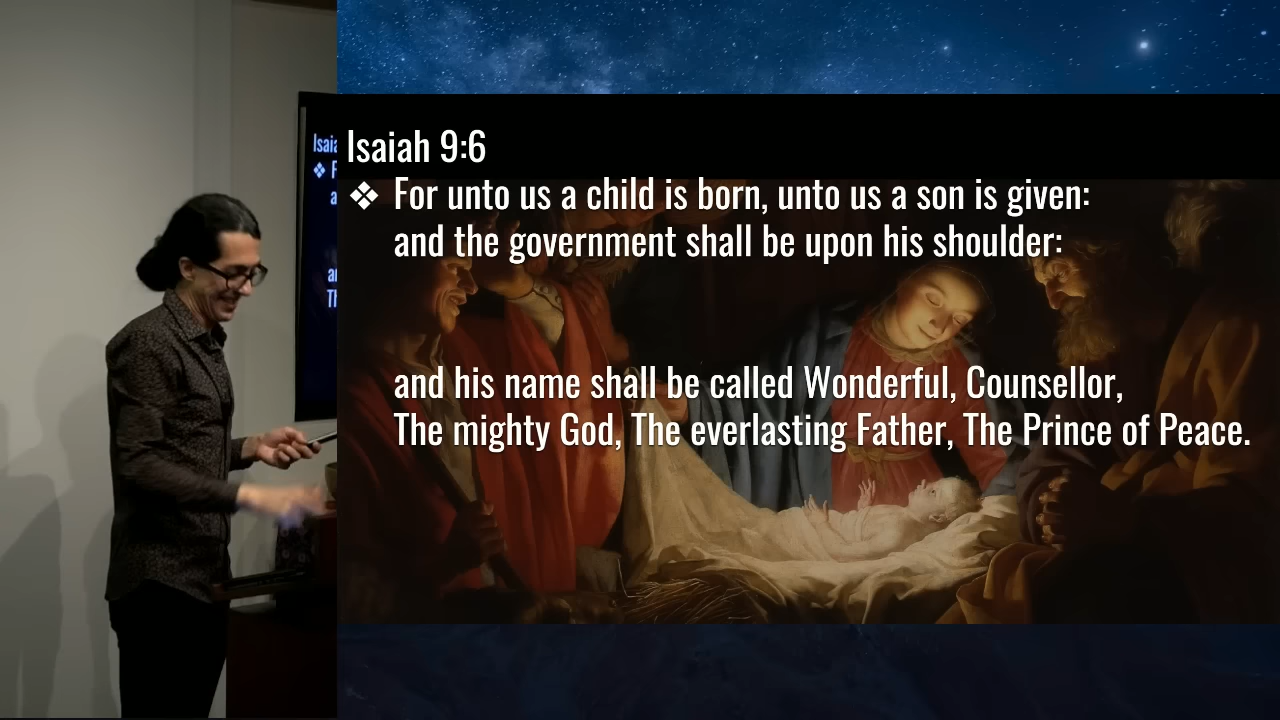 Isaiah 9:6
❖ For unto us a child is born, unto us a son is given:
and the government shall be upon his shoulder:
and his name shall be called Wonderful, Counsellor,
The mighty God, The everlasting Father, The Prince of Peace.